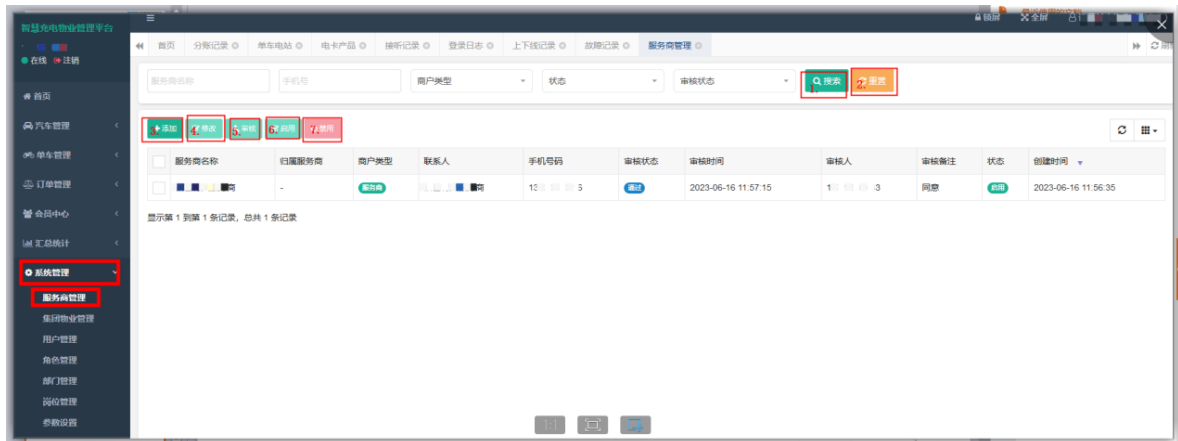 智慧充电物业管理平台
锁屏 全屏
在线 注销
首页 分账记录 单车电站 电卡产品 接听记录 登录日志 上下线记录 故障记录 服务商管理
服务商名称 手机号 商户类型 状态 审核状态 1. 搜索 2. 重置
首页
汽车管理
3. 添加 4. 修改 5. 审核 6. 启用 7. 禁用
单车管理
服务商名称 归属服务商 商户类型 联系人 手机号码 审核状态 审核时间 审核人 审核备注 状态 创建时间
订单管理
商 - 服务商 商 13 6 通过 2023-06-16 11:57:15 1 3 同意 启用 2023-06-16 11:56:35
会员中心
显示第 1 到第 1 条记录，总共 1 条记录
汇总统计
系统管理
服务商管理
集团物业管理
用户管理
角色管理
部门管理
岗位管理
参数设置
1:1